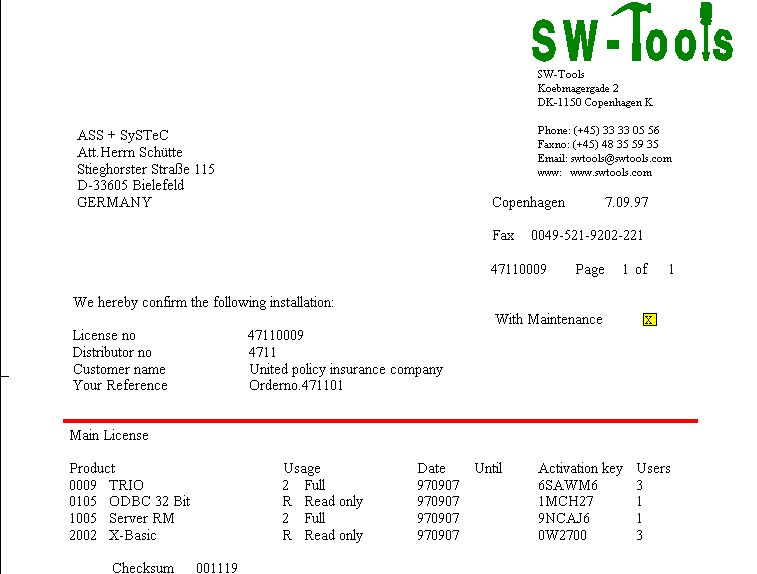 SW-Tools
SW-Tools
Koebmagergade 2
DK-1150 Copenhagen K
Phone: (+45) 33 33 05 56
Faxno: (+45) 48 35 59 35
Email: swtools@swtools.com
www: www.swtools.com
ASS + SySTeC
Att.Herrn Schütte
Stieghorster Straße 115
D-33605 Bielefeld
GERMANY
Copenhagen 7.09.97
Fax 0049-521-9202-221
47110009 Page 1 of 1
We hereby confirm the following installation:
With Maintenance X
License no 47110009
Distributor no 4711
Customer name United policy insurance company
Your Reference Orderno.471101
Main License
Product Usage Date Until Activation key Users
0009 TRIO 2 Full 970907 6SAWM6 3
0105 ODBC 32 Bit R Read only 970907 1MCH27 1
1005 Server RM 2 Full 970907 9NCAJ6 1
2002 X-Basic R Read only 970907 0W2700 3
Checksum 001119